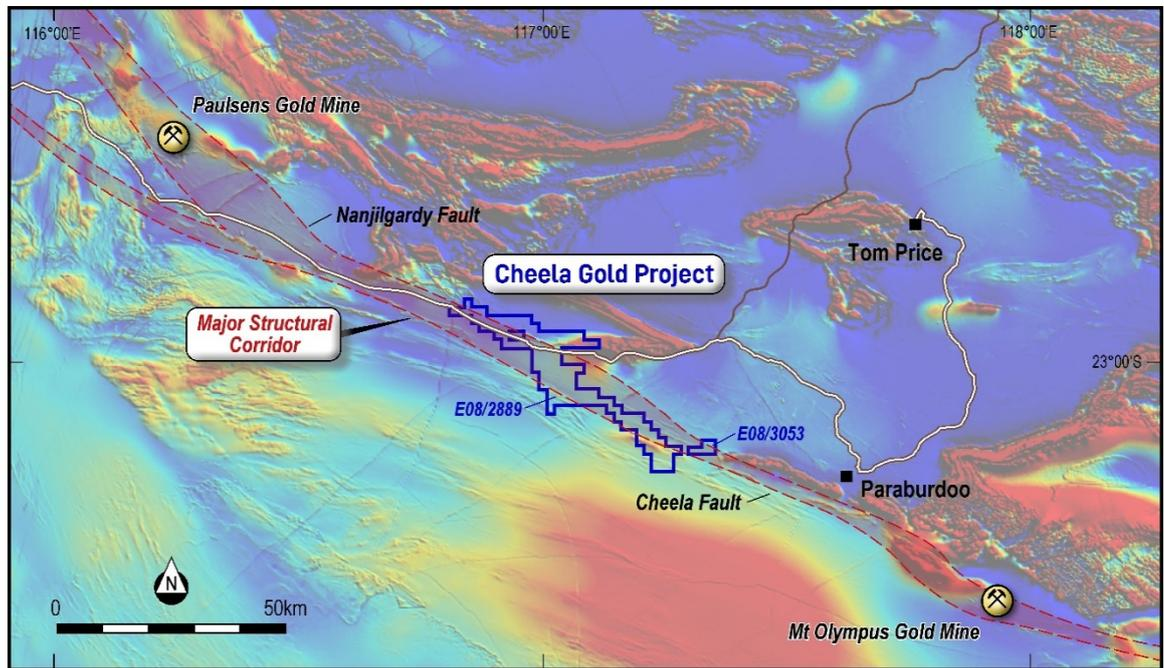 116°00'E
117°00'E
118°00'E
Paulsens Gold Mine
Nanjilgardy Fault
Tom Price
Cheela Gold Project
Major Structural
Corridor
23°00'S
E08/2889
E08/3053
Paraburdoo
Cheela Fault
N
0
50km
Mt Olympus Gold Mine